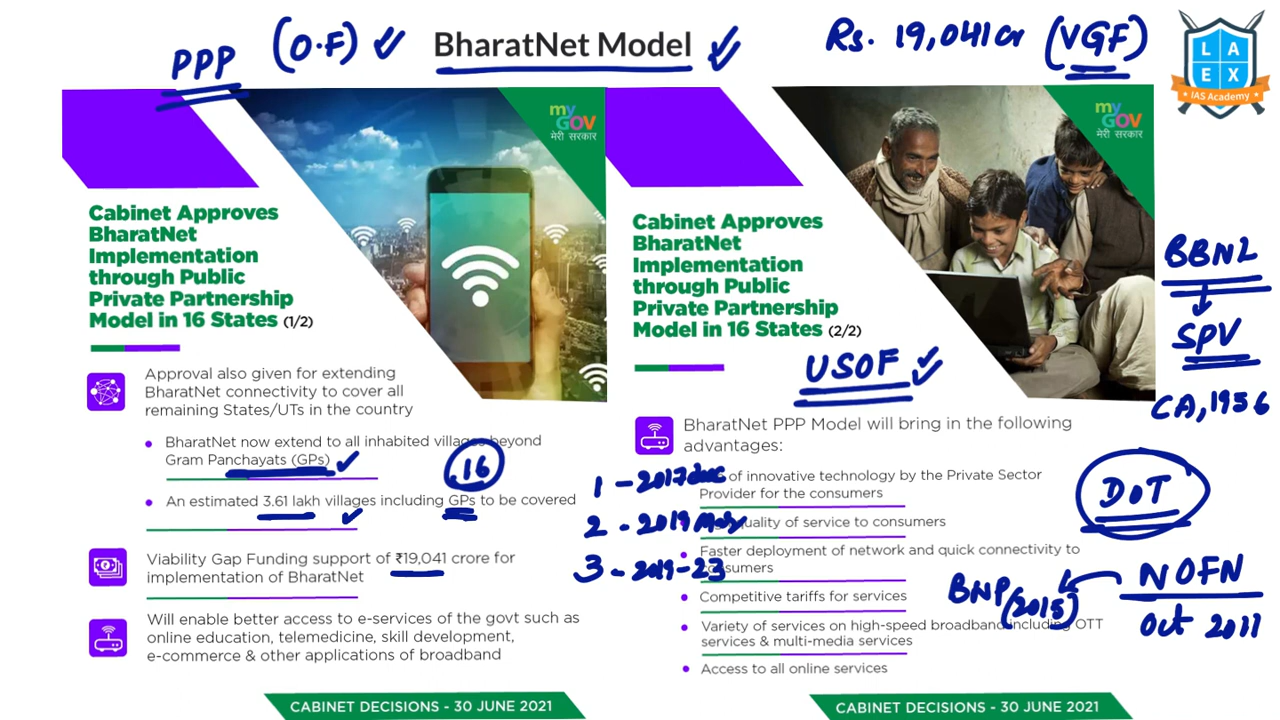 PPP (O.F) BharatNet Model Rs. 19,041 cr (VGF)
L A
E X
IAS Academy
my
GOV
मेरी सरकार
Cabinet Approves
BharatNet
Implementation
through Public
Private Partnership
Model in 16 States (1/2)
Approval also given for extending
BharatNet connectivity to cover all
remaining States/UTs in the country
BharatNet now extend to all inhabited villages beyond
Gram Panchayats (GPs)
.16
An estimated 3.61 lakh villages including GPs to be covered
Viability Gap Funding support of ₹19,041 crore for
implementation of BharatNet
Will enable better access to e-services of the govt such as
online education, telemedicine, skill development,
e-commerce & other applications of broadband
CABINET DECISIONS - 30 JUNE 2021
my
GOV
मेरी सरकार
Cabinet Approves
BharatNet
Implementation
through Public
Private Partnership
Model in 16 States (2/2)
USOF
BharatNet PPP Model will bring in the following
advantages:
of innovative technology by the Private Sector
Provider for the consumers
quality of service to consumers
Faster deployment of network and quick connectivity to
consumers
Competitive tariffs for services
Variety of services on high-speed broadband including OTT
services & multi-media services
Access to all online services
CABINET DECISIONS - 30 JUNE 2021
1 - 2017 dec
2 - 2019 Mar
3 - 2019-23
BBNL
SPV
CA, 1956
DOT
NOFN
Oct 2011
BNP (2015)